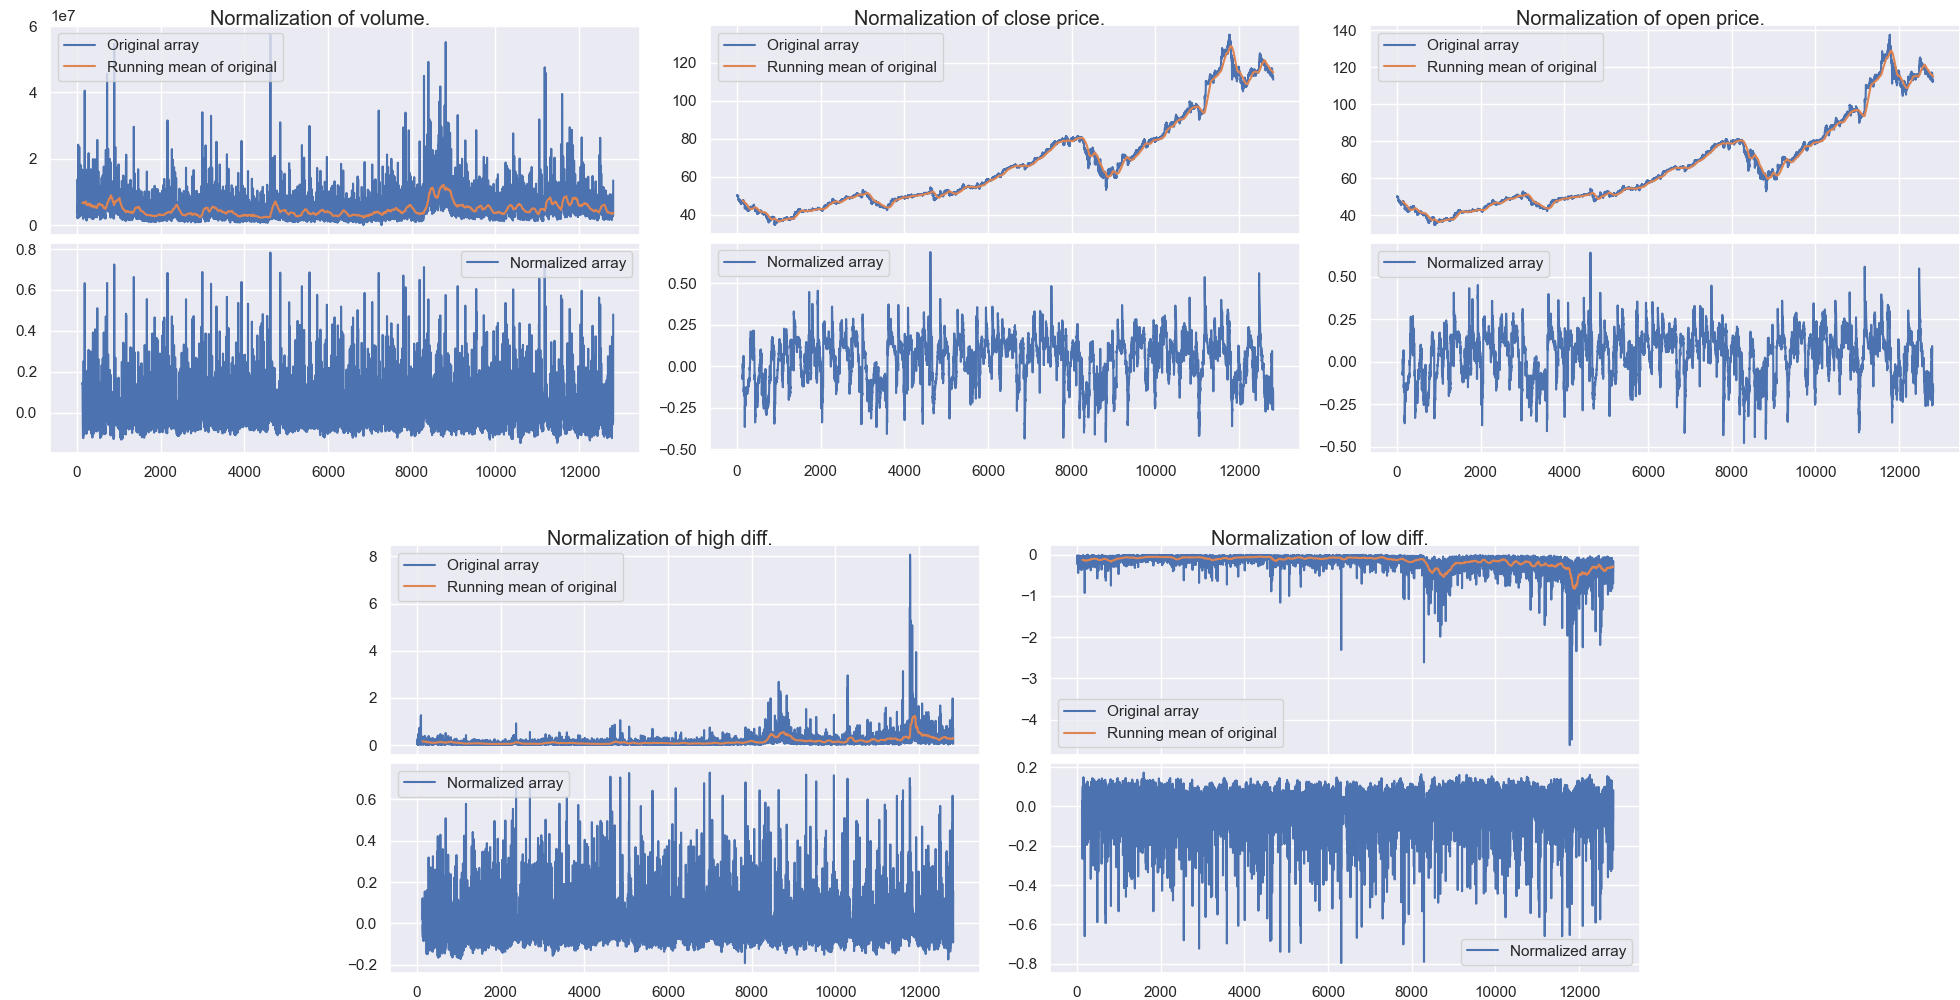 Normalization of volume.
1e7
Original array
Running mean of original
6
4
2
0
Normalized array
0.8
0.6
0.4
0.2
0.0
0 2000 4000 6000 8000 10000 12000
Normalization of close price.
Original array
Running mean of original
120
100
80
60
40
Normalized array
0.50
0.25
0.00
−0.25
−0.50
0 2000 4000 6000 8000 10000 12000
Normalization of open price.
Original array
Running mean of original
140
120
100
80
60
40
Normalized array
0.50
0.25
0.00
−0.25
−0.50
0 2000 4000 6000 8000 10000 12000
Normalization of high diff.
Original array
Running mean of original
8
6
4
2
0
Normalized array
0.6
0.4
0.2
0.0
−0.2
0 2000 4000 6000 8000 10000 12000
Normalization of low diff.
0
−1
−2
−3
−4
Original array
Running mean of original
0.2
0.0
−0.2
−0.4
−0.6
−0.8
Normalized array
0 2000 4000 6000 8000 10000 12000